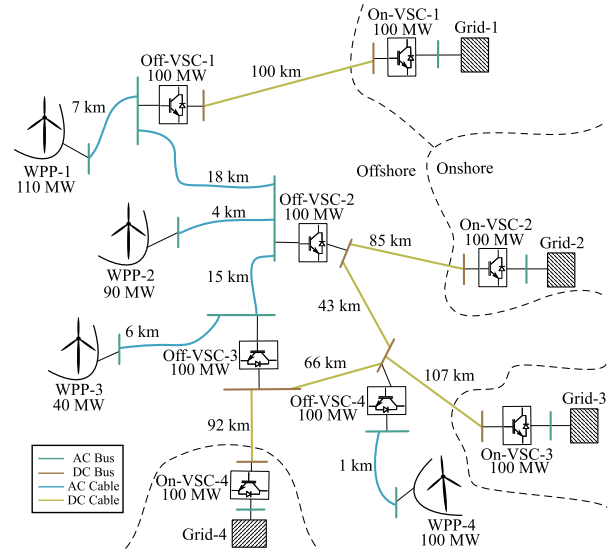 On-VSC-1
100 MW
Grid-1
Off-VSC-1
100 MW
100 km
7 km
WPP-1
110 MW
18 km
Offshore
Onshore
Off-VSC-2
100 MW
4 km
WPP-2
90 MW
85 km
On-VSC-2
100 MW
Grid-2
15 km
43 km
6 km
WPP-3
40 MW
Off-VSC-3
100 MW
66 km
Off-VSC-4
100 MW
107 km
Grid-3
On-VSC-3
100 MW
92 km
1 km
On-VSC-4
100 MW
Grid-4
WPP-4
100 MW
AC Bus
DC Bus
AC Cable
DC Cable